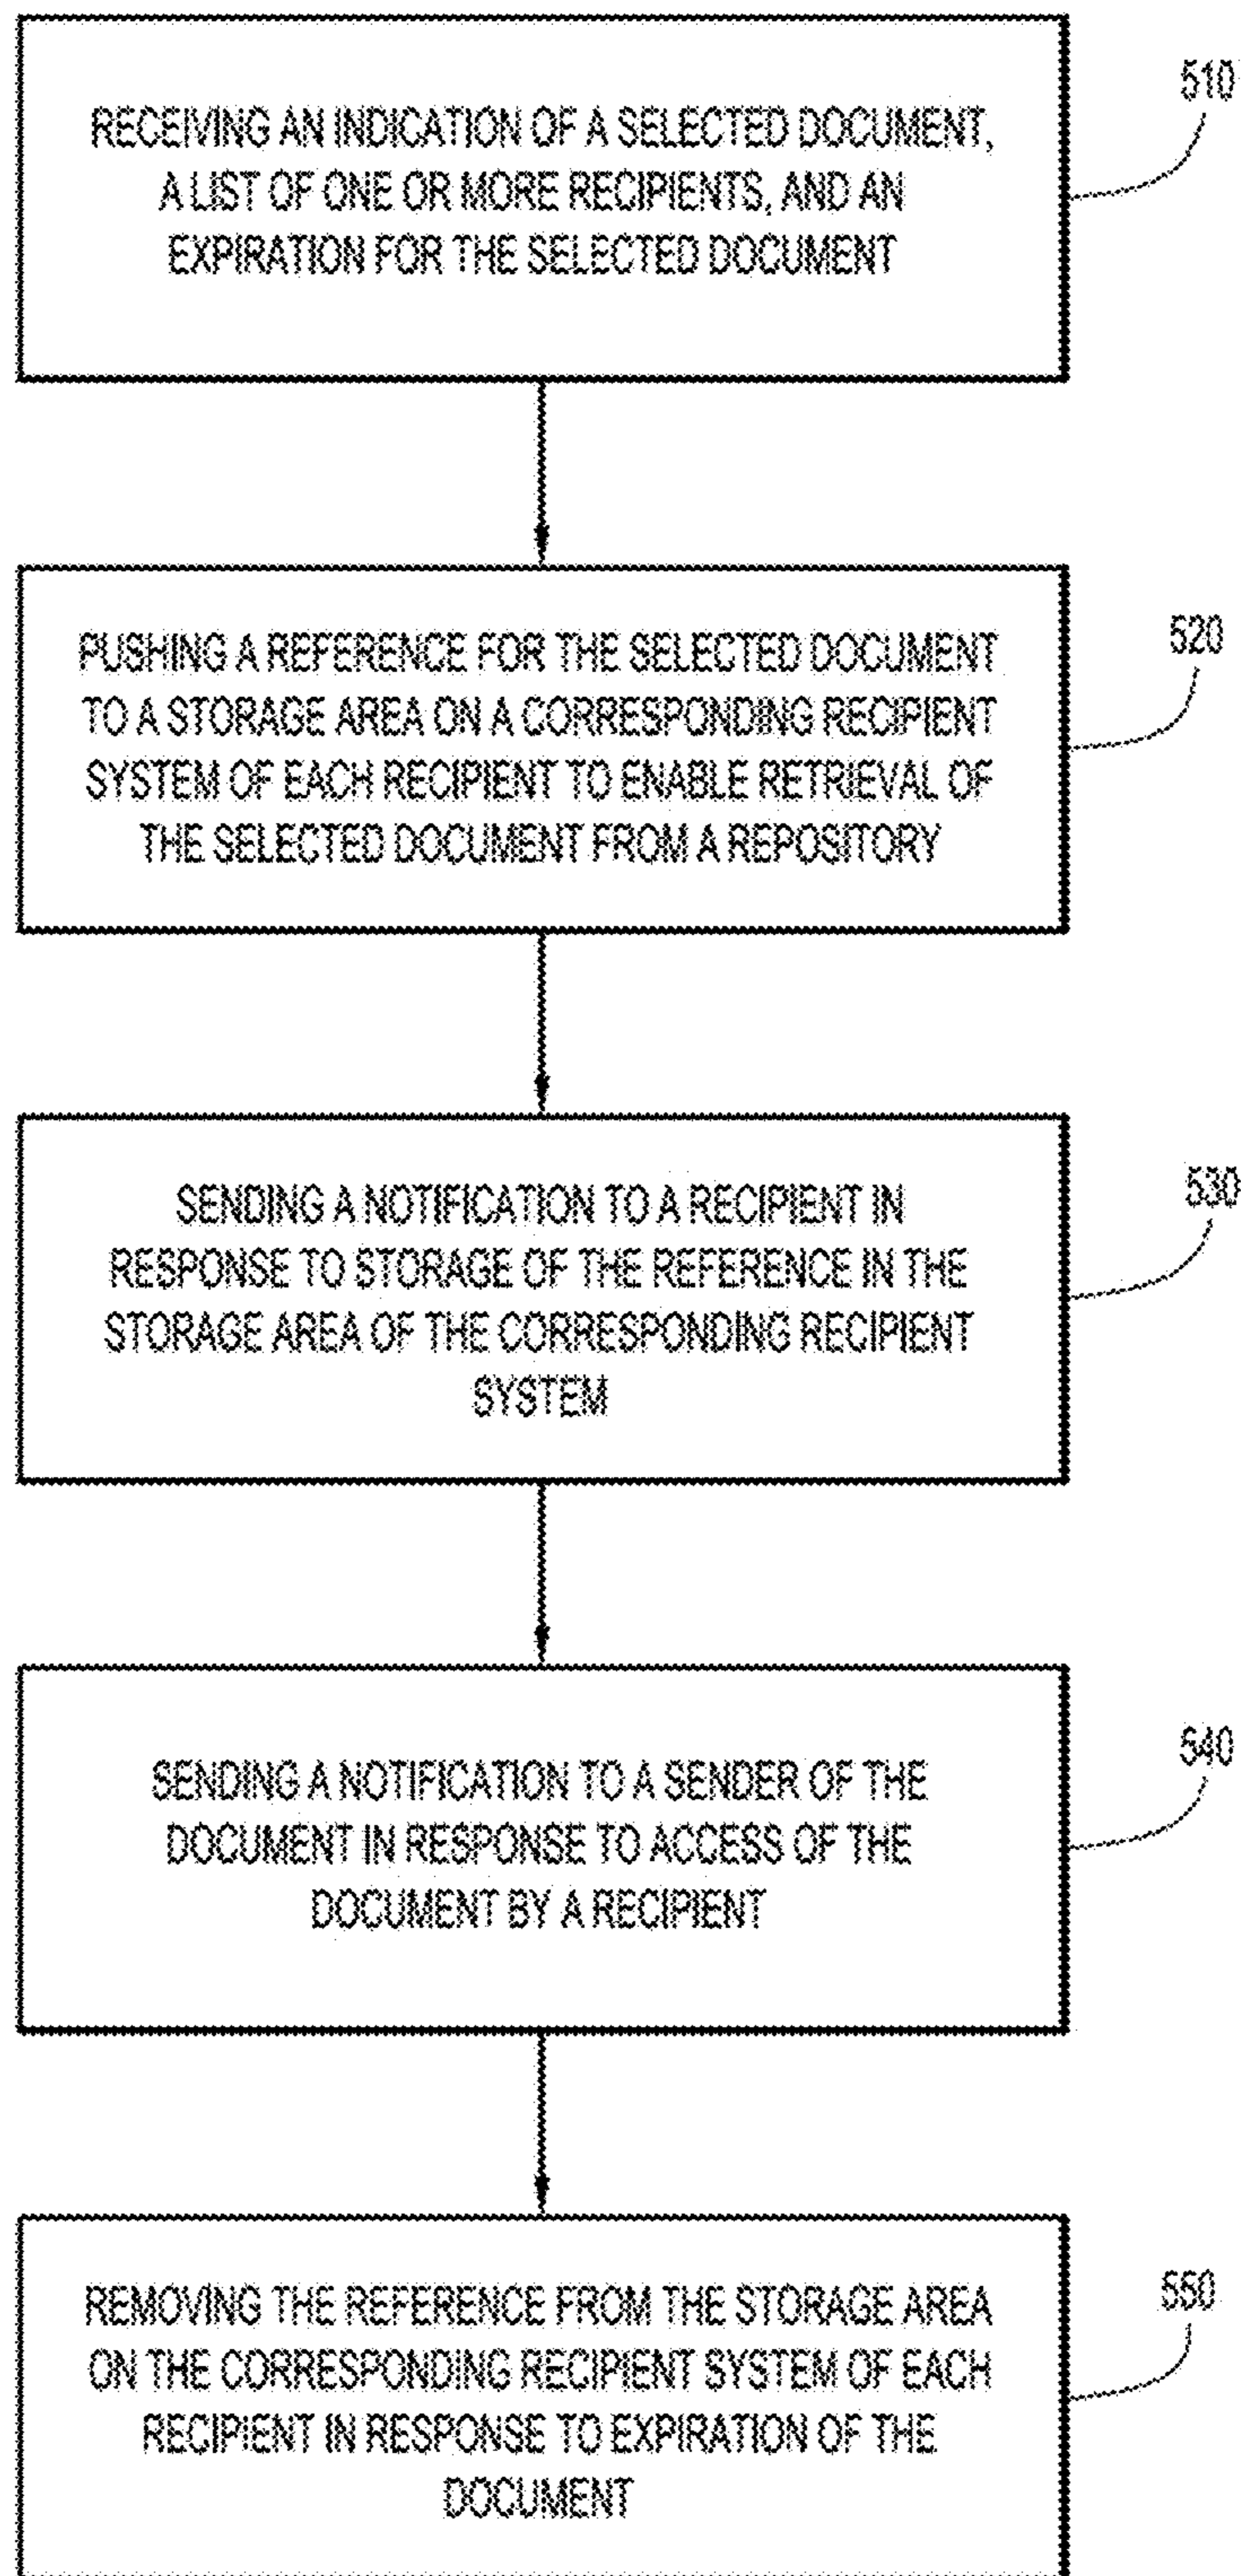 510
RECEIVING AN INDICATION OF A SELECTED DOCUMENT,
A LIST OF ONE OR MORE RECIPIENTS, AND AN
EXPIRATION FOR THE SELECTED DOCUMENT
520
PUSHING A REFERENCE FOR THE SELECTED DOCUMENT
TO A STORAGE AREA ON A CORRESPONDING RECIPIENT
SYSTEM OF EACH RECIPIENT TO ENABLE RETRIEVAL OF
THE SELECTED DOCUMENT FROM A REPOSITORY
530
SENDING A NOTIFICATION TO A RECIPIENT IN
RESPONSE TO STORAGE OF THE REFERENCE IN THE
STORAGE AREA OF THE CORRESPONDING RECIPIENT
SYSTEM
540
SENDING A NOTIFICATION TO A SENDER OF THE
DOCUMENT IN RESPONSE TO ACCESS OF THE
DOCUMENT BY A RECIPIENT
550
REMOVING THE REFERENCE FROM THE STORAGE AREA
ON THE CORRESPONDING RECIPIENT SYSTEM OF EACH
RECIPIENT IN RESPONSE TO EXPIRATION OF THE
DOCUMENT